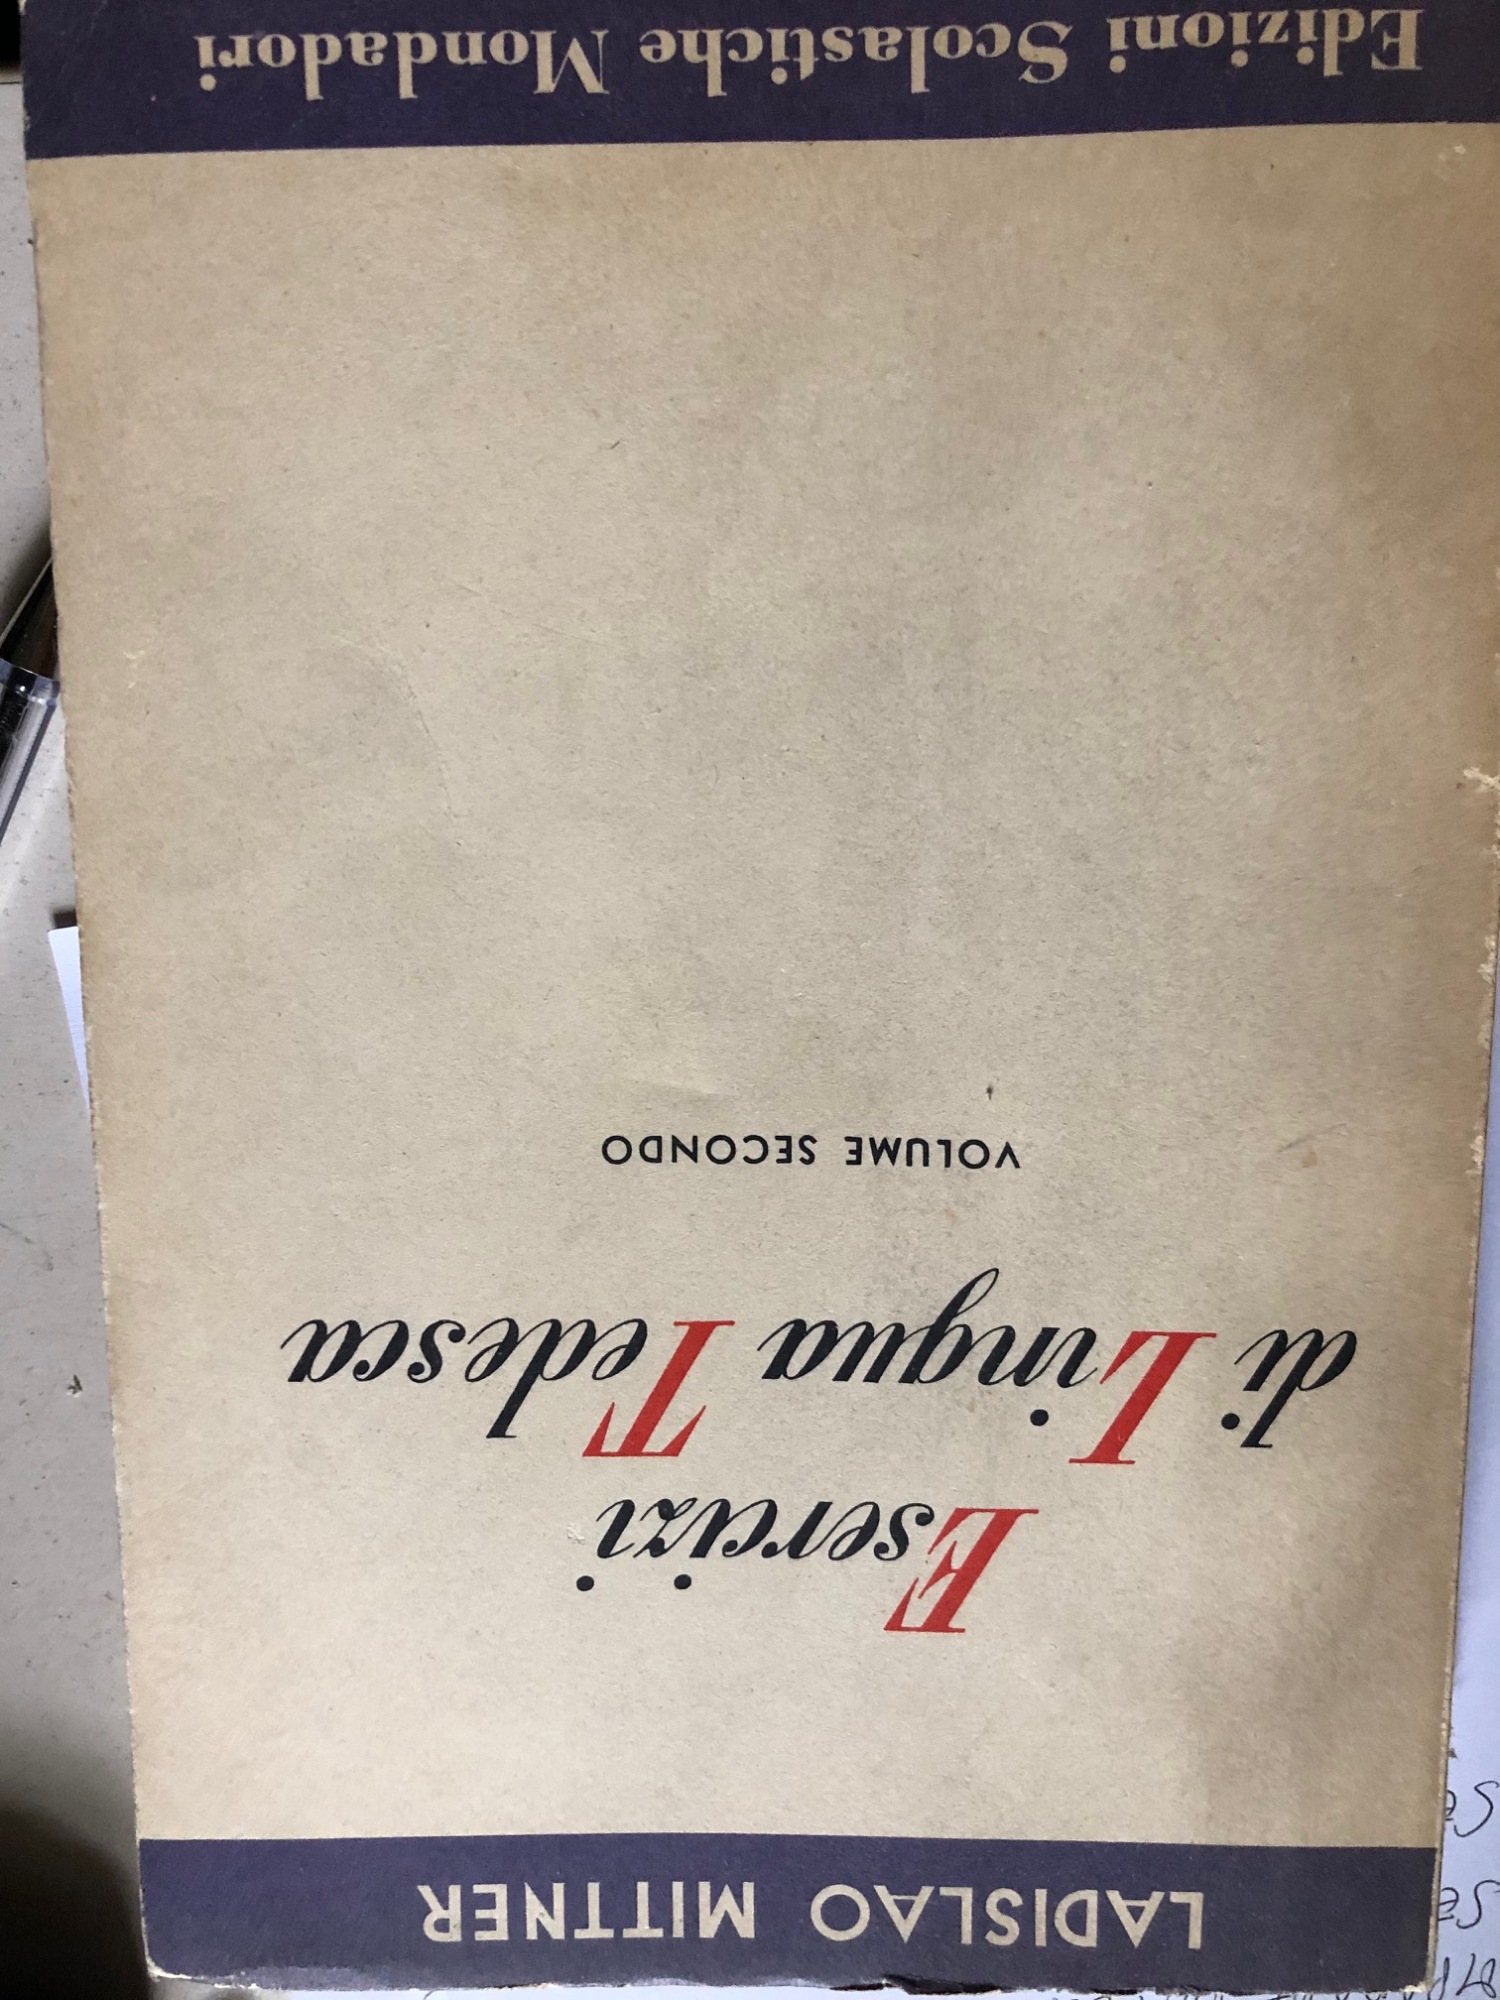 LADISLAO MITTNER
Esercizi
di Lingua Tedesca
VOLUME SECONDO
Edizioni Scolastiche Mondadori